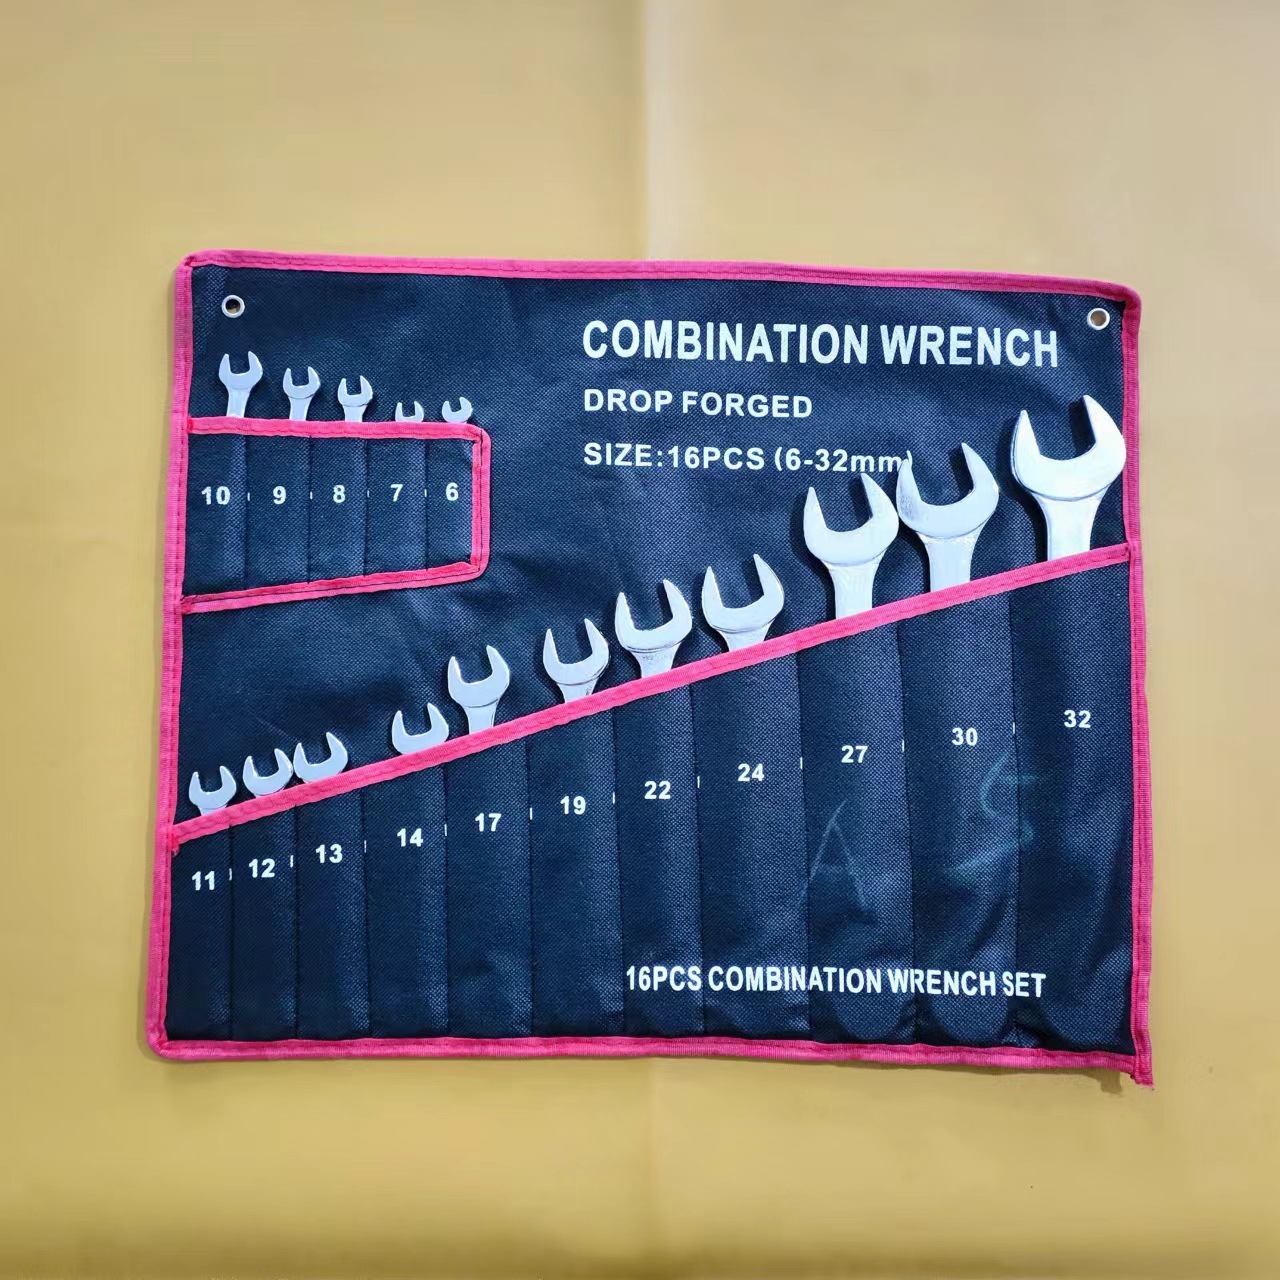 COMBINATION WRENCH
DROP FORGED
SIZE:16PCS (6-32mm)
10 9 8 7 6
11 12 13 14 17 19 22 24 27 30 32
A
16PCS COMBINATION WRENCH SET